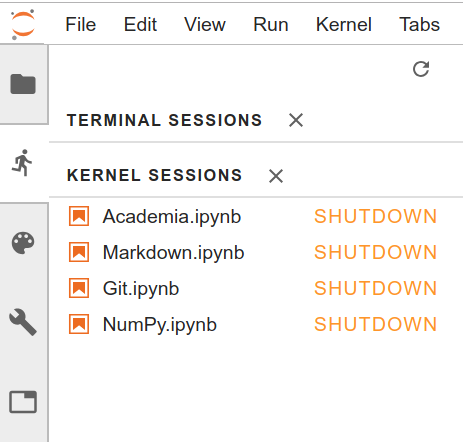 File Edit View Run Kernel Tabs
TERMINAL SESSIONS
KERNEL SESSIONS
Academia.ipynb SHUTDOWN
Markdown.ipynb SHUTDOWN
Git.ipynb SHUTDOWN
NumPy.ipynb SHUTDOWN